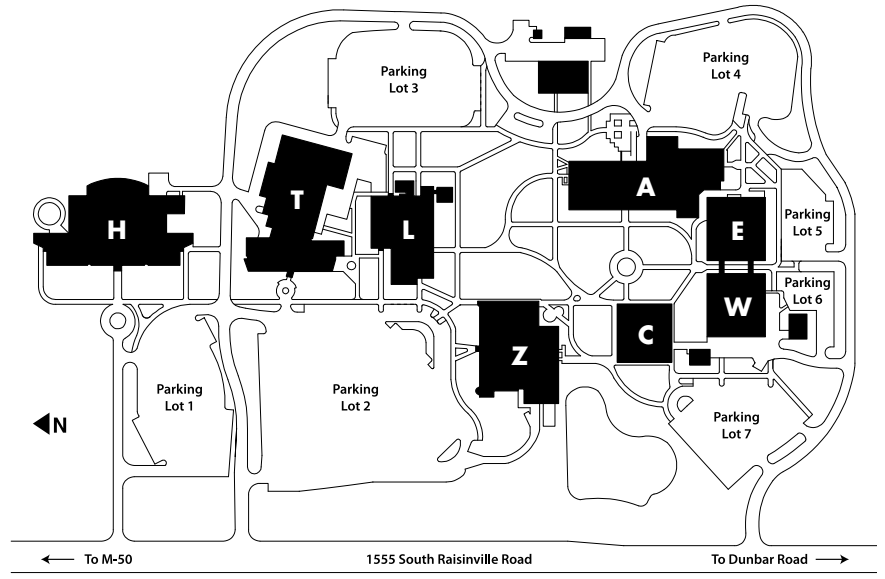 Parking
Lot 3
Parking
Lot 4
T
A
H
L
E
Parking
Lot 5
Parking
Lot 6
W
C
Z
Parking
Lot 1
Parking
Lot 2
Parking
Lot 7
N
To M-50
1555 South Raisinville Road
To Dunbar Road